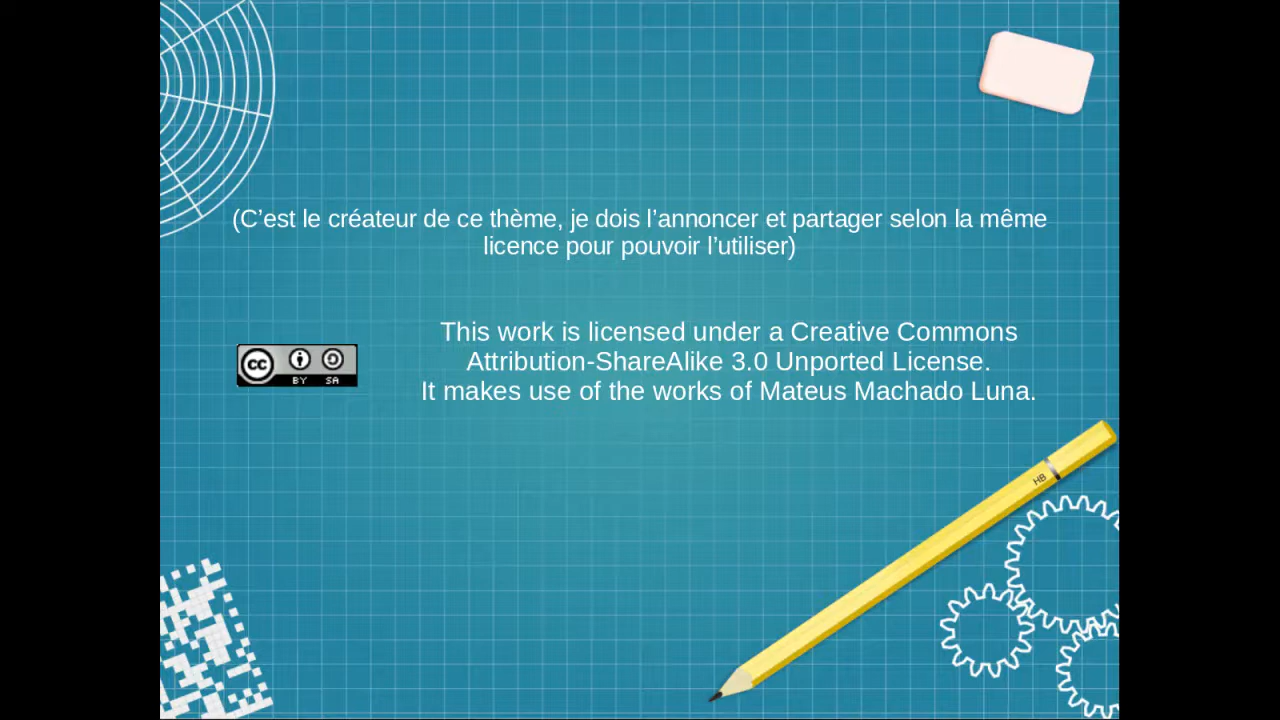 (C’est le créateur de ce thème, je dois l’annoncer et partager selon la même
licence pour pouvoir l’utiliser)
This work is licensed under a Creative Commons
Attribution-ShareAlike 3.0 Unported License.
It makes use of the works of Mateus Machado Luna.
cc
BY SA
HB